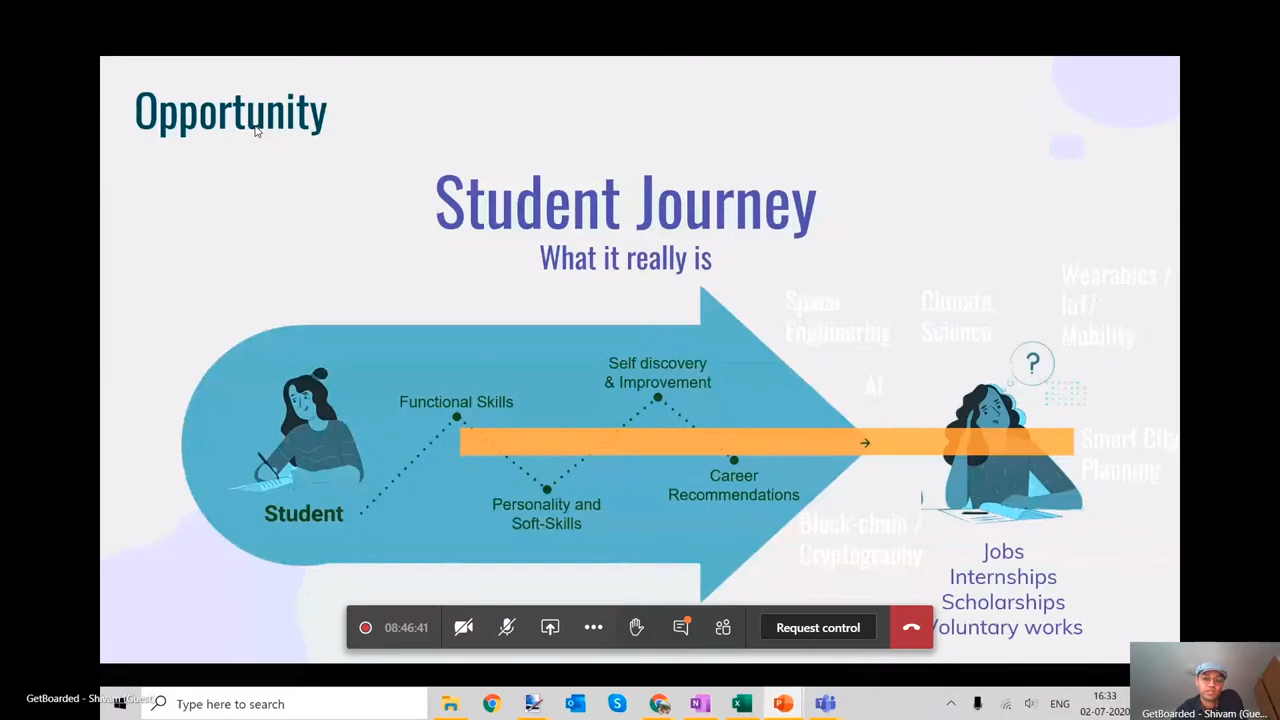 Opportunity
Student Journey
What it really is
Wearables /
IoT/
Mobility
Space
Engineering
Climate
Science
?
AI
Self discovery
& Improvement
Functional Skills
Smart City
Planning
Career
Recommendations
Personality and
Soft-Skills
Student
Block-chain /
Cryptography
Jobs
Internships
Scholarships
Voluntary works
08:46:41
Request control
GetBoarded - Shivam (Guest)
Type here to search
ENG
16:33
02-07-2020
GetBoarded - Shivam (Gue...